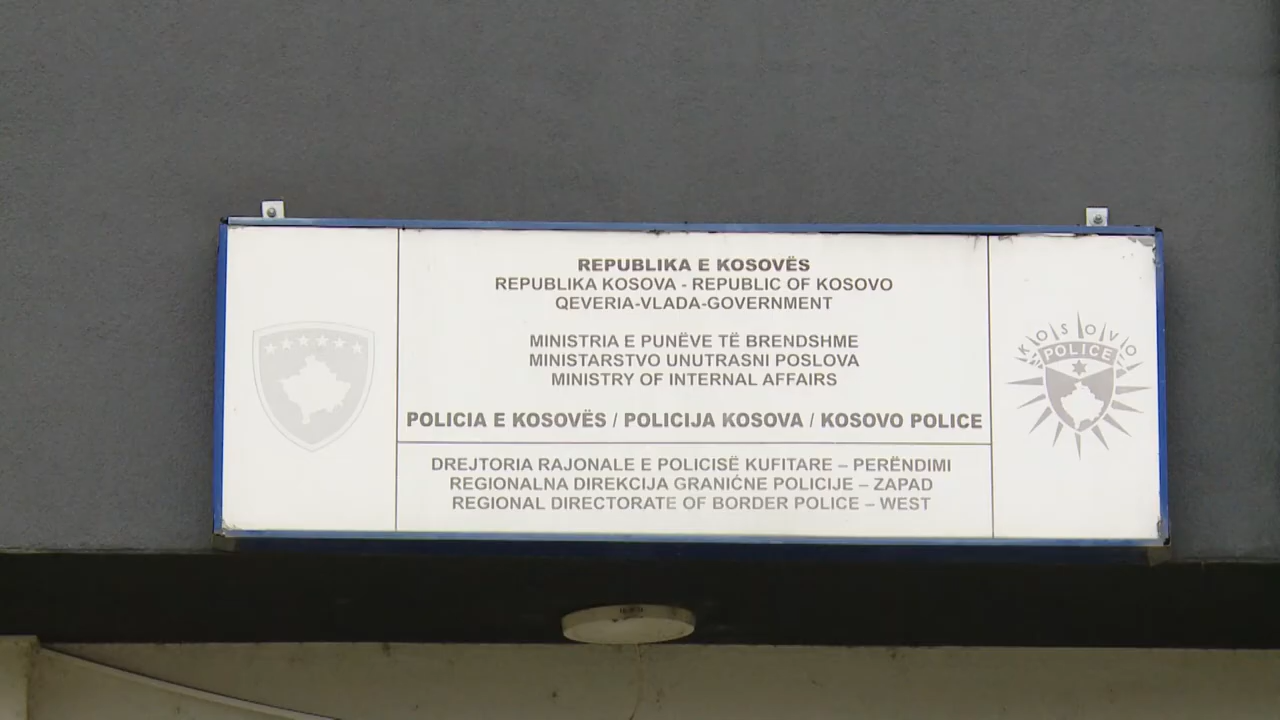 REPUBLIKA E KOSOVËS
REPUBLIKA KOSOVA - REPUBLIC OF KOSOVO
QEVERIA-VLADA-GOVERNMENT
MINISTRIA E PUNËVE TË BRENDSHME
MINISTARSTVO UNUTRASNI POSLOVA
MINISTRY OF INTERNAL AFFAIRS
POLICIA E KOSOVËS / POLICIJA KOSOVA / KOSOVO POLICE
DREJTORIA RAJONALE E POLICISË KUFITARE – PERËNDIMI
REGIONALNA DIREKCIJA GRANIĆNE POLICIJE – ZAPAD
REGIONAL DIRECTORATE OF BORDER POLICE – WEST
KOSOVO
POLICE